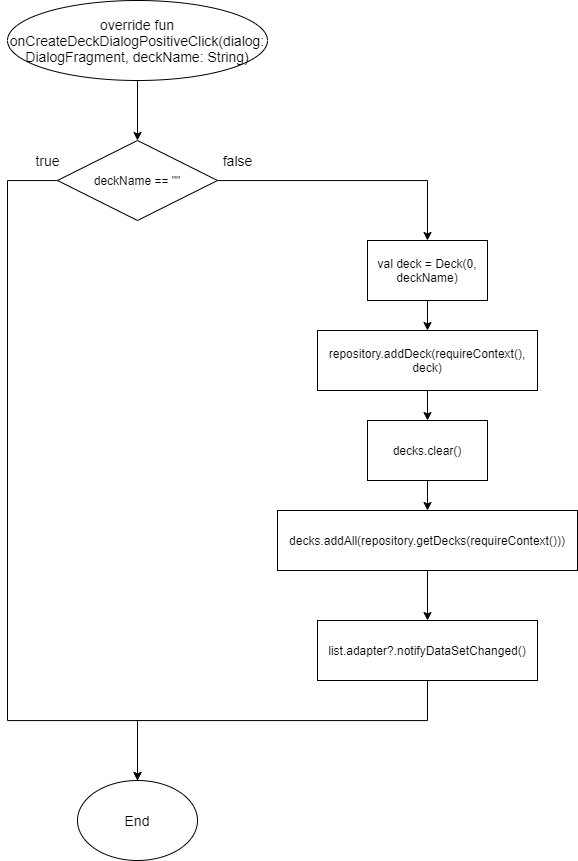 override fun
onCreateDeckDialogPositiveClick(dialog:
DialogFragment, deckName: String)
true
false
deckName == ""
val deck = Deck(0,
deckName)
repository.addDeck(requireContext(),
deck)
decks.clear()
decks.addAll(repository.getDecks(requireContext()))
list.adapter?.notifyDataSetChanged()
End